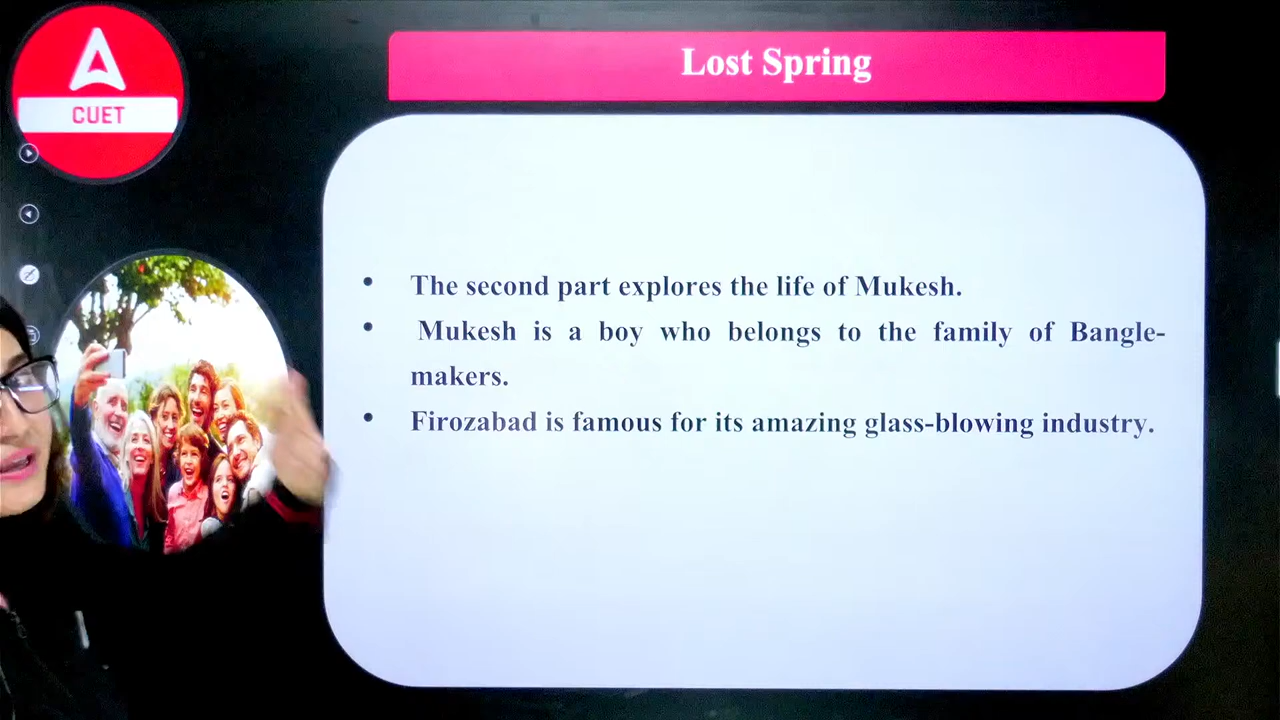 CUET
Lost Spring
• The second part explores the life of Mukesh.
• Mukesh is a boy who belongs to the family of Bangle-
makers.
• Firozabad is famous for its amazing glass-blowing industry.